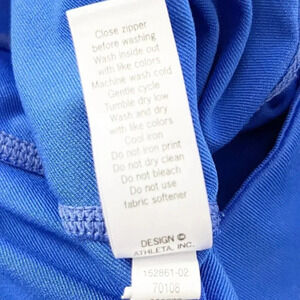 Close zipper
before washing
Wash inside out
with like colors
Machine wash cold
Gentle cycle
Tumble dry low
Wash and dry
with like colors
Cool iron
Do not iron print
Do not dry clean
Do not bleach
Do not use
fabric softener
DESIGN ©
ATHLETA, INC.
152861-02
70108